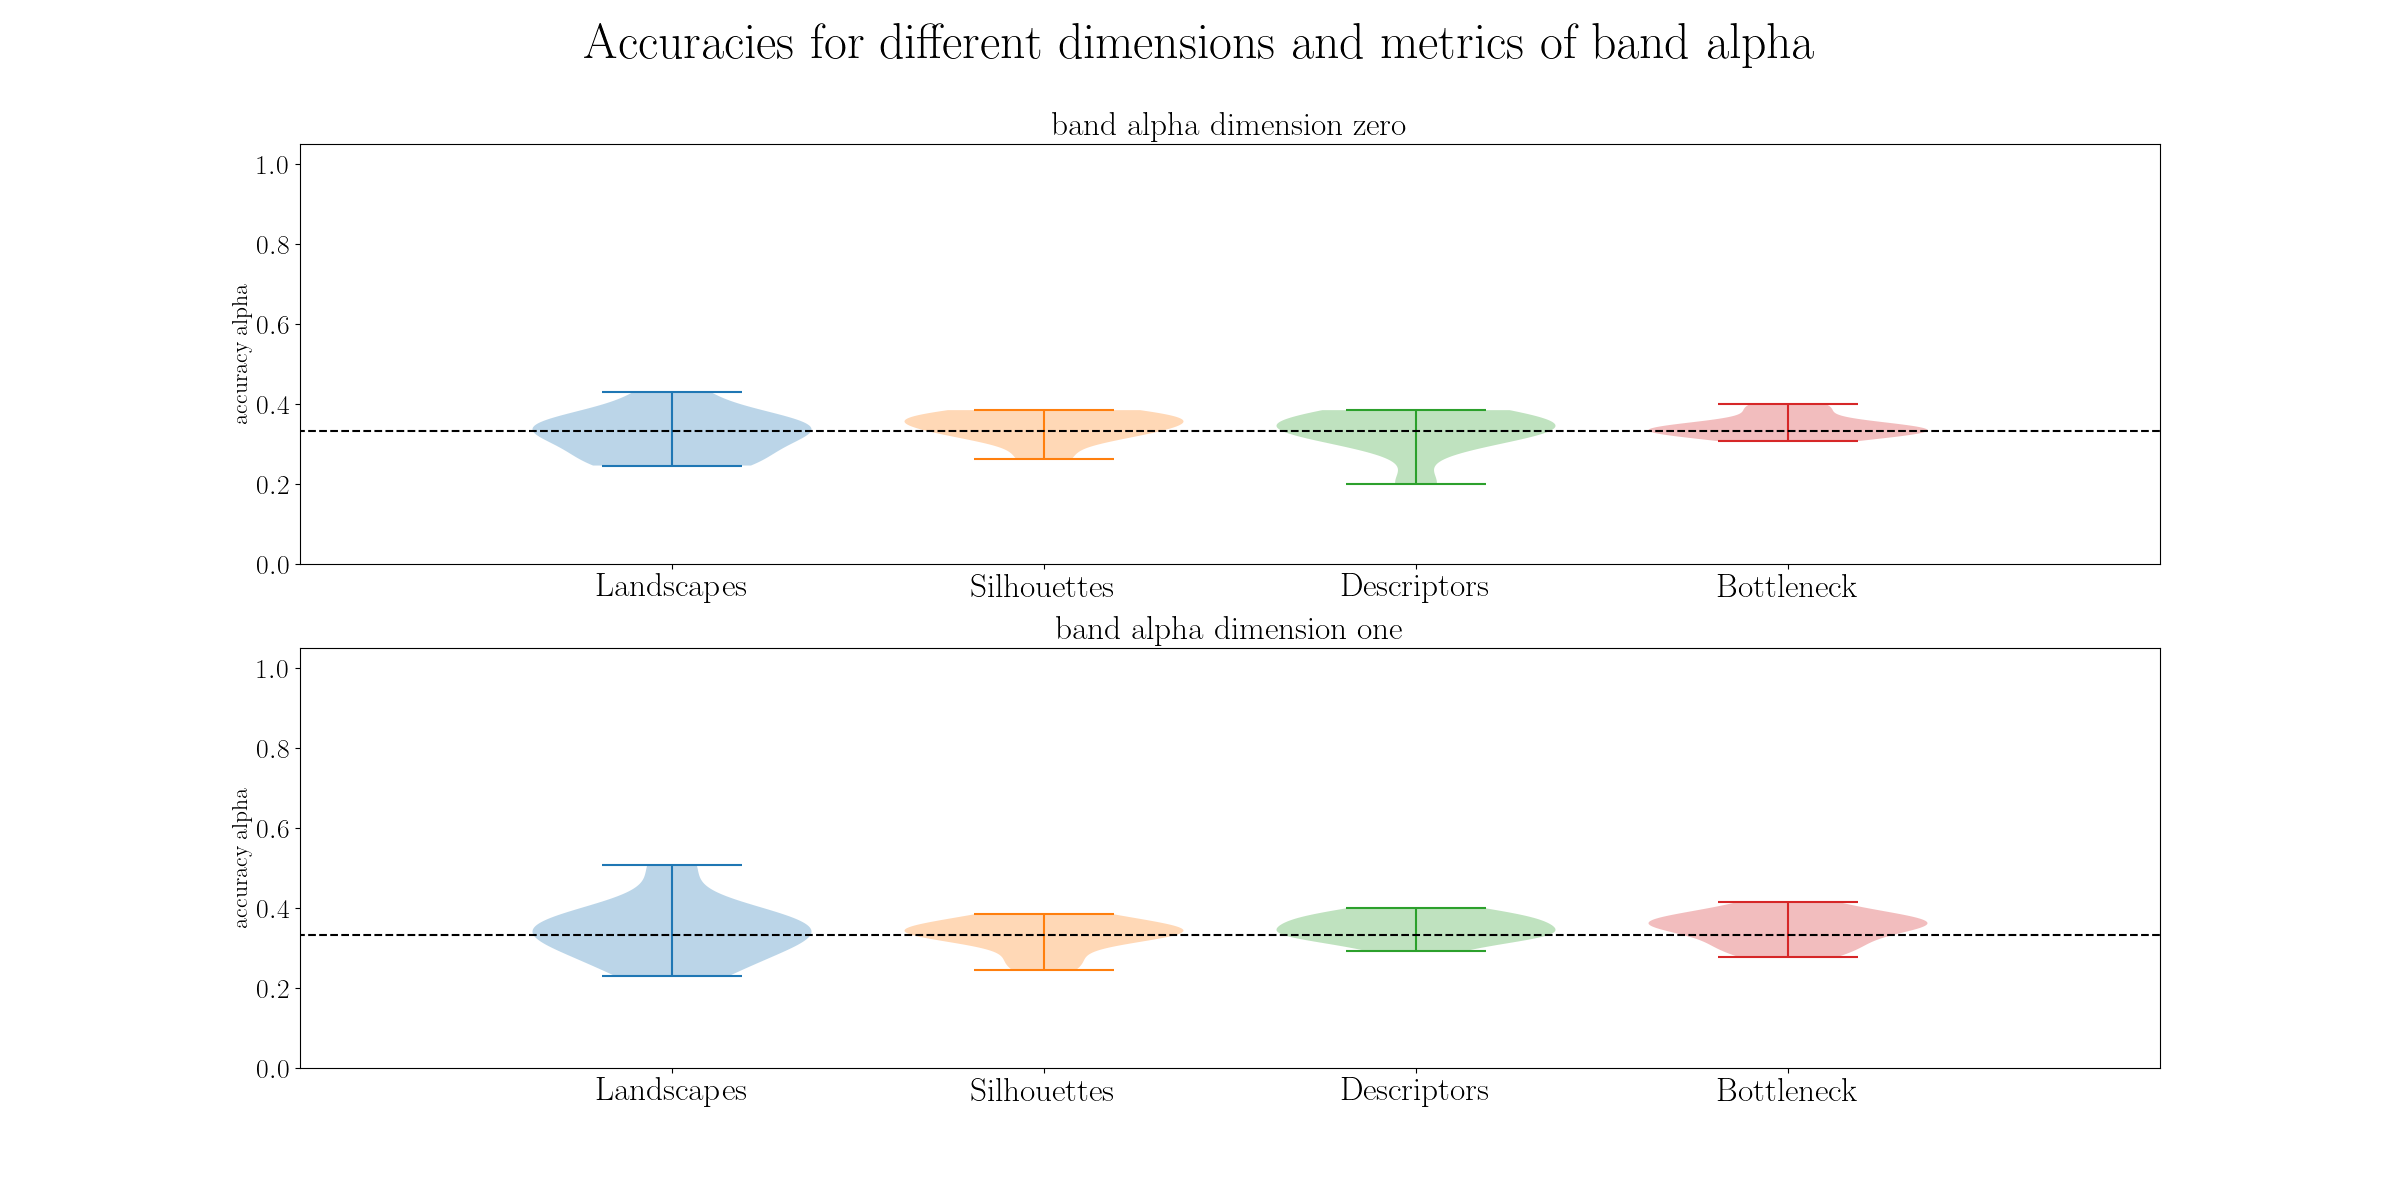 Accuracies for different dimensions and metrics of band alpha
band alpha dimension zero
accuracy alpha
1.0
0.8
0.6
0.4
0.2
0.0
Landscapes Silhouettes Descriptors Bottleneck
band alpha dimension one
accuracy alpha
1.0
0.8
0.6
0.4
0.2
0.0
Landscapes Silhouettes Descriptors Bottleneck